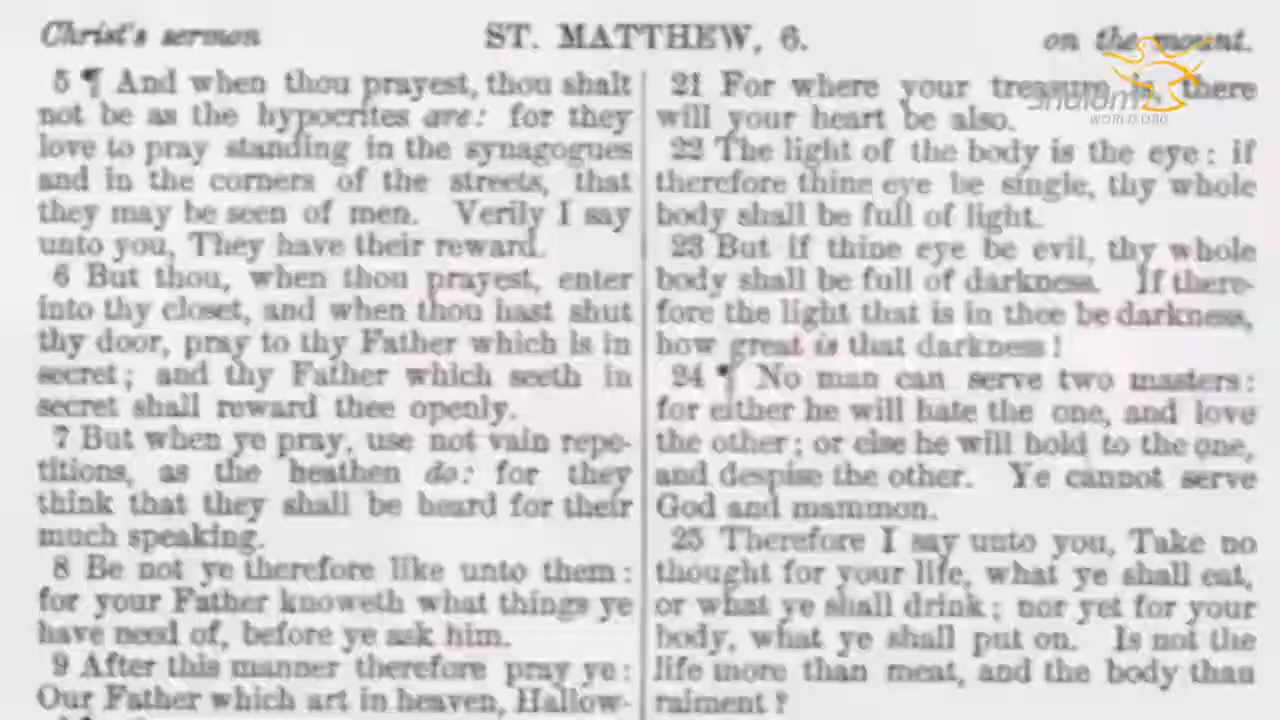 Christ's sermon ST. MATTHEW, 6. on the mount.
5 ¶ And when thou prayest, thou shalt
not be as the hypocrites are: for they
love to pray standing in the synagogues
and in the corners of the streets, that
they may be seen of men. Verily I say
unto you, They have their reward.
6 But thou, when thou prayest, enter
into thy closet, and when thou hast shut
thy door, pray to thy Father which is in
secret; and thy Father which seeth in
secret shall reward thee openly.
7 But when ye pray, use not vain repe-
titions, as the heathen do: for they
think that they shall be heard for their
much speaking.
8 Be not ye therefore like unto them:
for your Father knoweth what things ye
have need of, before ye ask him.
9 After this manner therefore pray ye:
Our Father which art in heaven, Hallow-
21 For where your treasure is, there
will your heart be also.
22 The light of the body is the eye: if
therefore thine eye be single, thy whole
body shall be full of light.
23 But if thine eye be evil, thy whole
body shall be full of darkness. If there-
fore the light that is in thee be darkness,
how great is that darkness!
24 ¶ No man can serve two masters:
for either he will hate the one, and love
the other; or else he will hold to the one,
and despise the other. Ye cannot serve
God and mammon.
25 Therefore I say unto you, Take no
thought for your life, what ye shall eat,
or what ye shall drink; nor yet for your
body, what ye shall put on. Is not the
life more than meat, and the body than
raiment?
Shalom
WORLD.ORG